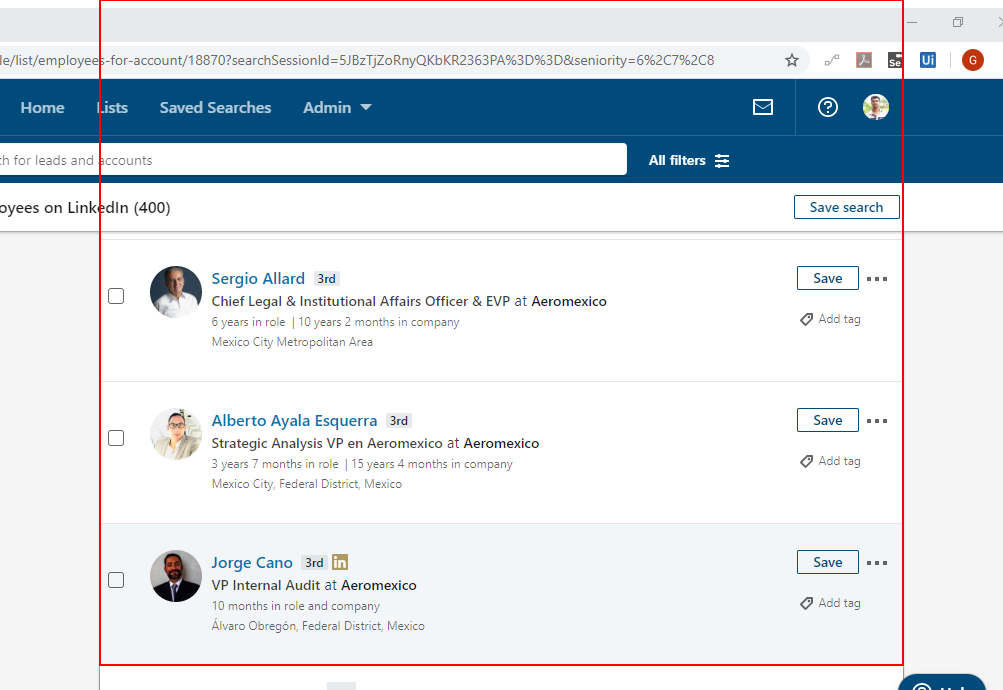 le/list/employees-for-account/18870?searchSessionId=5JBzTjZoRnyQKbKR2363PA%3D%3D&seniority=6%2C7%2C8
Se
Ui
G
Home Lists Saved Searches Admin
ch for leads and accounts
All filters
oyees on LinkedIn (400)
Save search
Sergio Allard 3rd
Save
Chief Legal & Institutional Affairs Officer & EVP at Aeromexico
6 years in role | 10 years 2 months in company
Add tag
Mexico City Metropolitan Area
Alberto Ayala Esquerra 3rd
Save
Strategic Analysis VP en Aeromexico at Aeromexico
3 years 7 months in role | 15 years 4 months in company
Add tag
Mexico City, Federal District, Mexico
Jorge Cano 3rd in
Save
VP Internal Audit at Aeromexico
10 months in role and company
Add tag
Álvaro Obregón, Federal District, Mexico